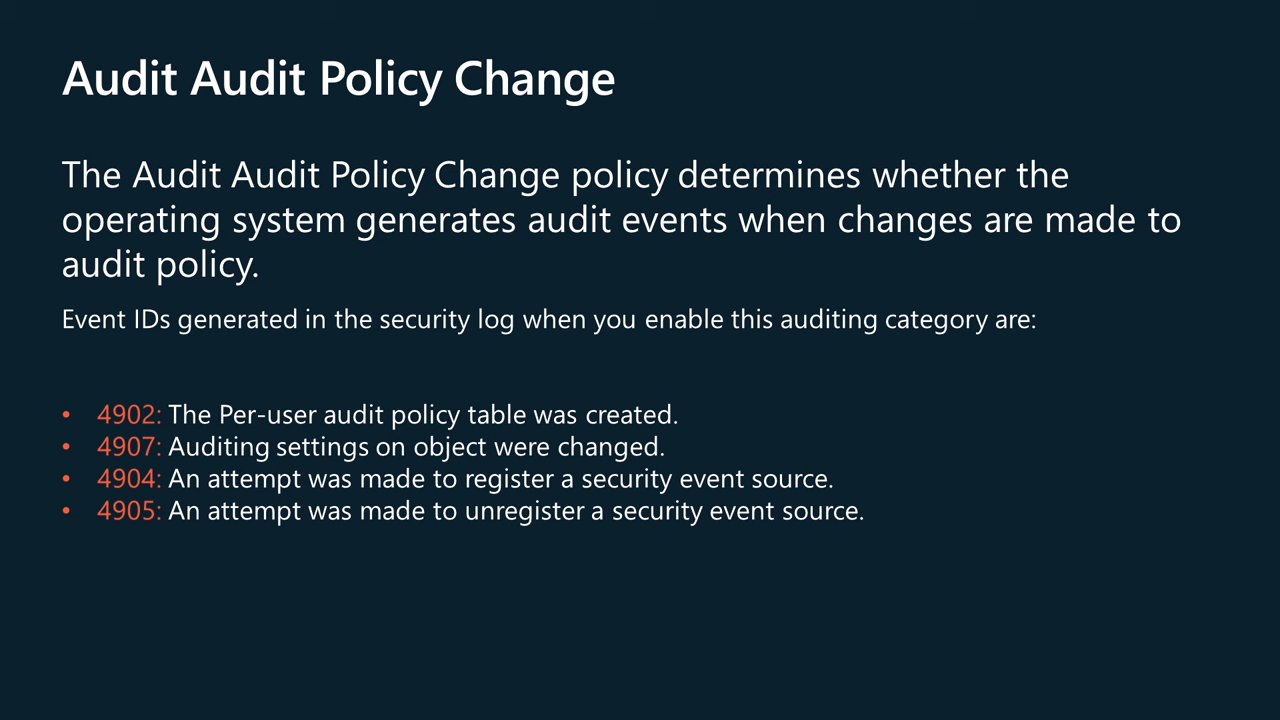 Audit Audit Policy Change
The Audit Audit Policy Change policy determines whether the
operating system generates audit events when changes are made to
audit policy.
Event IDs generated in the security log when you enable this auditing category are:
• 4902: The Per-user audit policy table was created.
• 4907: Auditing settings on object were changed.
• 4904: An attempt was made to register a security event source.
• 4905: An attempt was made to unregister a security event source.